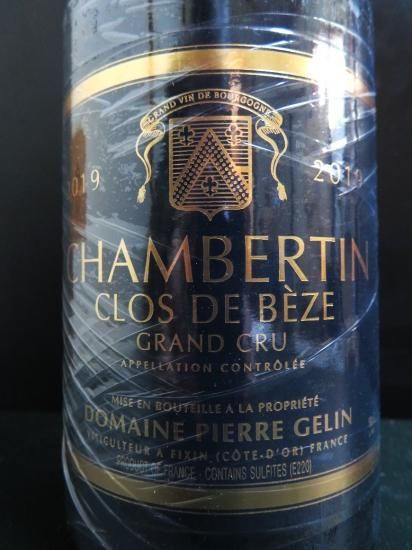 GRAND VIN DE BOURGOGNE
2019 2019
CHAMBERTIN
CLOS DE BÈZE
GRAND CRU
APPELLATION CONTRÔLÉE
MISE EN BOUTEILLE A LA PROPRIÉTÉ
DOMAINE PIERRE GELIN
VITICULTEUR A FIXIN (CÔTE-D'OR) FRANCE
PRODUCT OF FRANCE - CONTAINS SULFITES (E220)